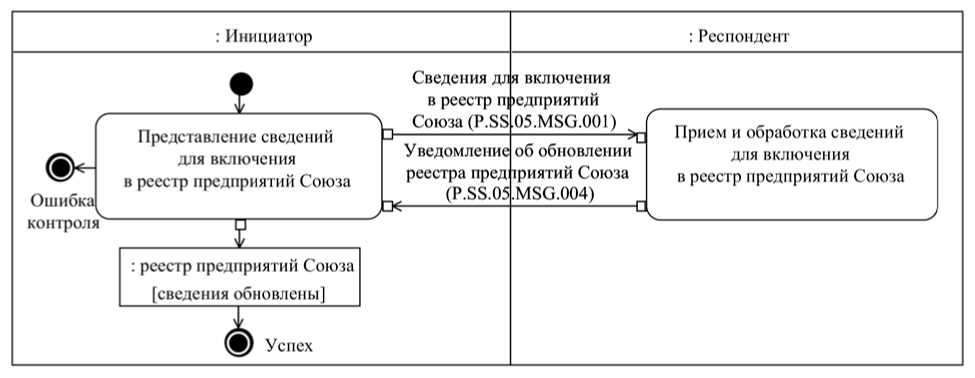 : Инициатор
: Респондент
Сведения для включения
в реестр предприятий
Союза (P.SS.05.MSG.001)
Представление сведений
для включения
в реестр предприятий Союза
Прием и обработка сведений
для включения
в реестр предприятий Союза
Уведомление об обновлении
реестра предприятий Союза
(P.SS.05.MSG.004)
Ошибка
контроля
: реестр предприятий Союза
[сведения обновлены]
Успех